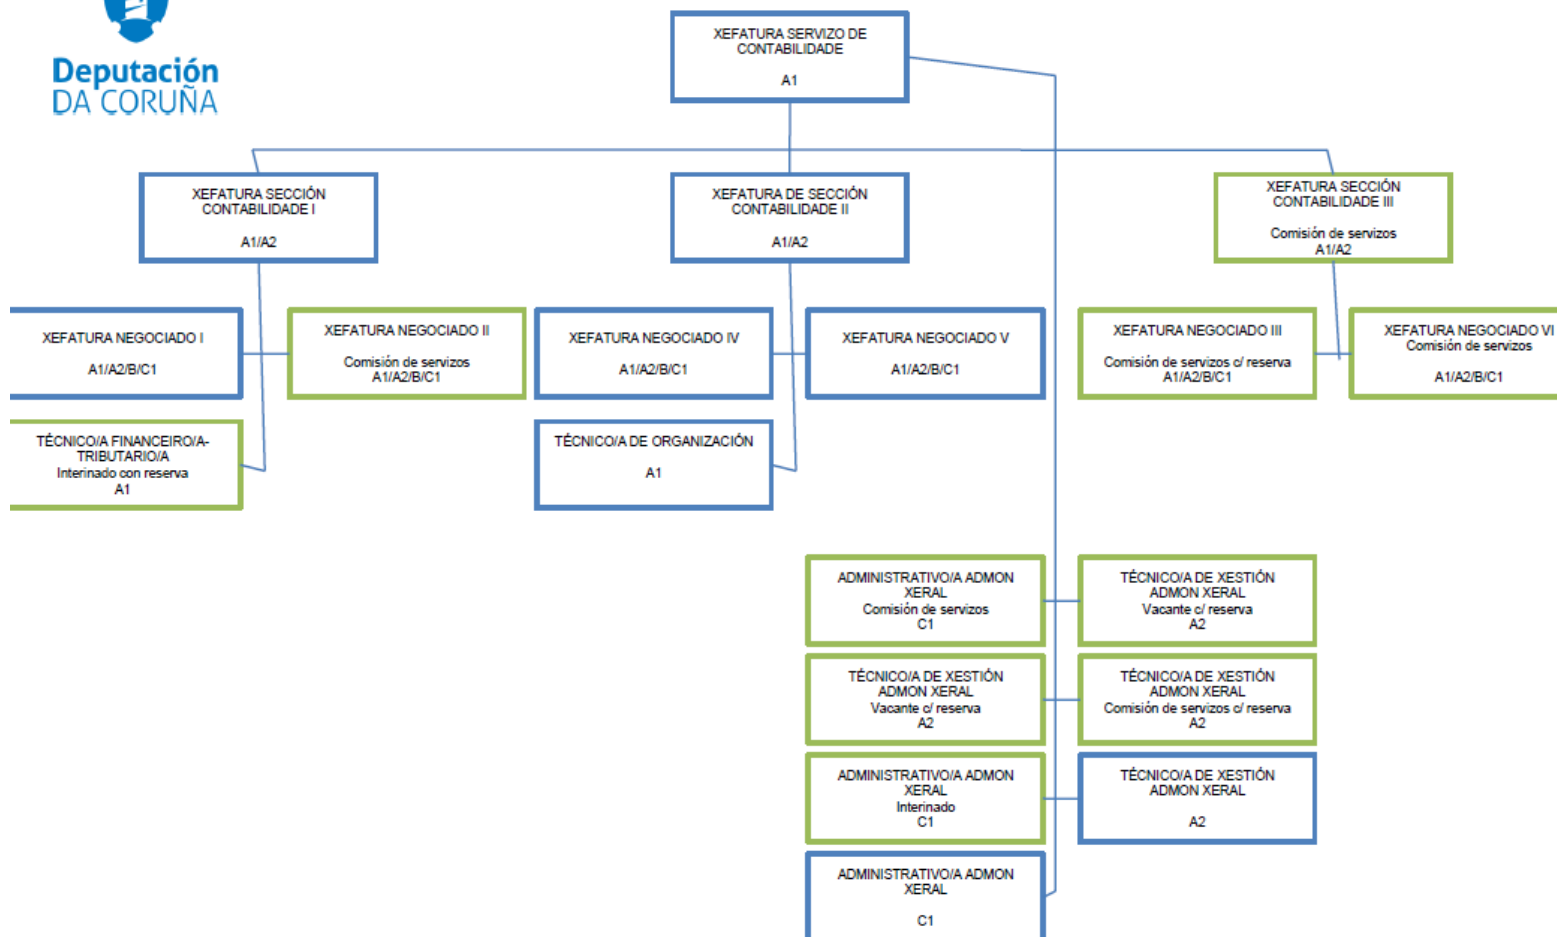 Deputación
DA CORUÑA
XEFATURA SERVIZO DE
CONTABILIDADE
A1
XEFATURA SECCIÓN
CONTABILIDADE I
A1/A2
XEFATURA DE SECCIÓN
CONTABILIDADE II
A1/A2
XEFATURA SECCIÓN
CONTABILIDADE III
Comisión de servizos
A1/A2
XEFATURA NEGOCIADO I
A1/A2/B/C1
XEFATURA NEGOCIADO II
Comisión de servizos
A1/A2/B/C1
XEFATURA NEGOCIADO IV
A1/A2/B/C1
XEFATURA NEGOCIADO V
A1/A2/B/C1
XEFATURA NEGOCIADO III
Comisión de servizos c/ reserva
A1/A2/B/C1
XEFATURA NEGOCIADO VI
Comisión de servizos
A1/A2/B/C1
TÉCNICO/A FINANCEIRO/A-
TRIBUTARIO/A
Interinado con reserva
A1
TÉCNICO/A DE ORGANIZACIÓN
A1
ADMINISTRATIVO/A ADMON
XERAL
Comisión de servizos
C1
TÉCNICO/A DE XESTIÓN
ADMON XERAL
Vacante c/ reserva
A2
TÉCNICO/A DE XESTIÓN
ADMON XERAL
Vacante c/ reserva
A2
TÉCNICO/A DE XESTIÓN
ADMON XERAL
Comisión de servizos c/ reserva
A2
ADMINISTRATIVO/A ADMON
XERAL
Interinado
C1
TÉCNICO/A DE XESTIÓN
ADMON XERAL
A2
ADMINISTRATIVO/A ADMON
XERAL
C1